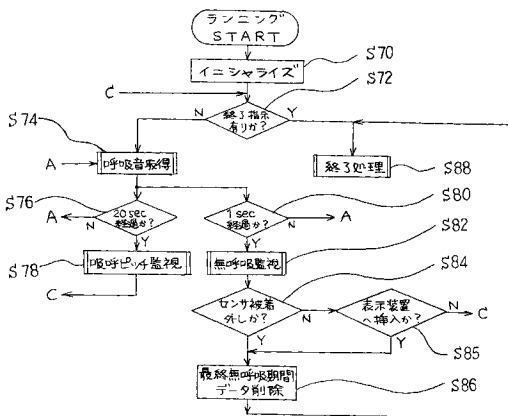 ランニング
START
S70
イニシャライズ
S72
C
終了指示
有りか？
N
Y
S74
A
呼吸音取得
S88
終了処理
S76
20sec
経過か？
A
N
Y
S80
1sec
経過か？
N
A
Y
S82
S78
吸呼ピッチ監視
C
無呼吸監視
S84
センサ被着
外しか？
N
Y
表示装置
へ挿入か？
N
C
Y
S85
最終無呼吸期間
データ削除
S86